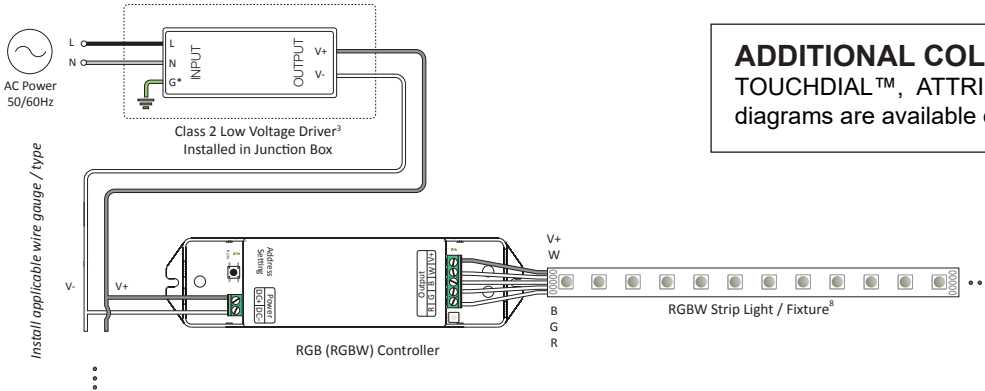 L
N
AC Power
50/60Hz
L
N
G*
INPUT
OUTPUT
V+
V-
Class 2 Low Voltage Driver³
Installed in Junction Box
ADDITIONAL COL
TOUCHDIAL™, ATTRI
diagrams are available
Install applicable wire gauge / type
V-
V+
Address
Setting
Power
DC+|DC-
Output
R | G | B | W | V+
RGB (RGBW) Controller
V+
W
B
G
R
RGBW Strip Light / Fixture⁸